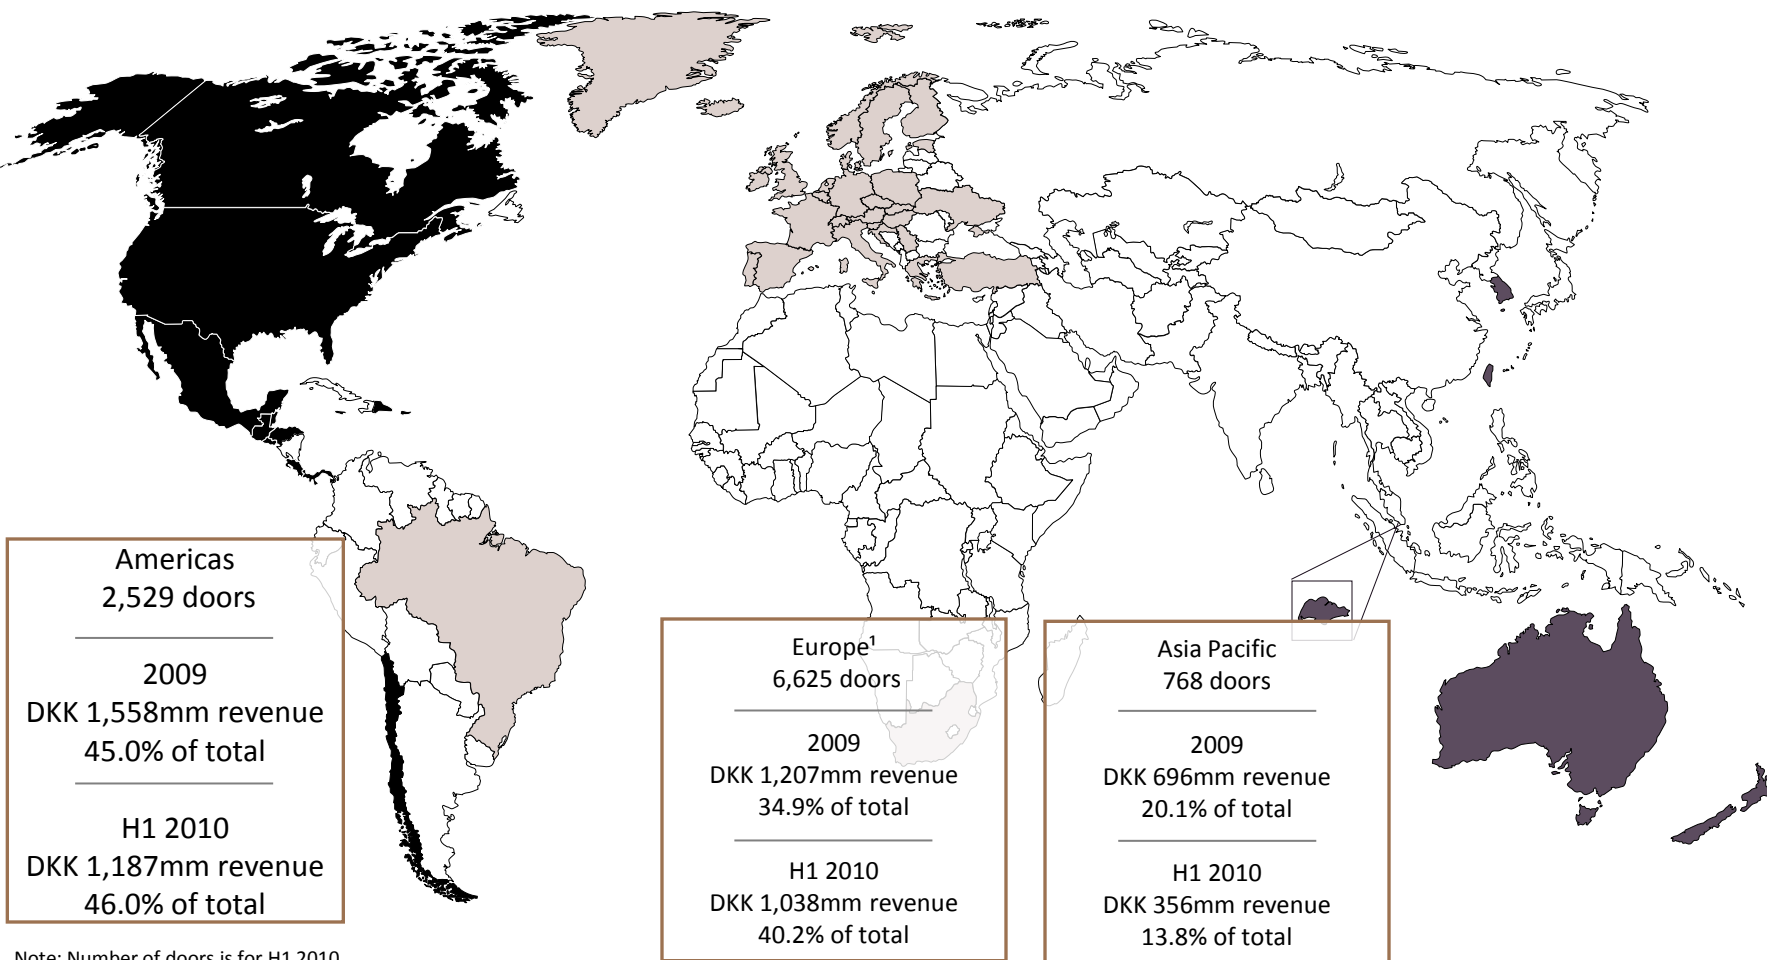 Americas
2,529 doors
2009
DKK 1,558mm revenue
45.0% of total
H1 2010
DKK 1,187mm revenue
46.0% of total
Europe¹
6,625 doors
2009
DKK 1,207mm revenue
34.9% of total
H1 2010
DKK 1,038mm revenue
40.2% of total
Asia Pacific
768 doors
2009
DKK 696mm revenue
20.1% of total
H1 2010
DKK 356mm revenue
13.8% of total
Note: Number of doors is for H1 2010